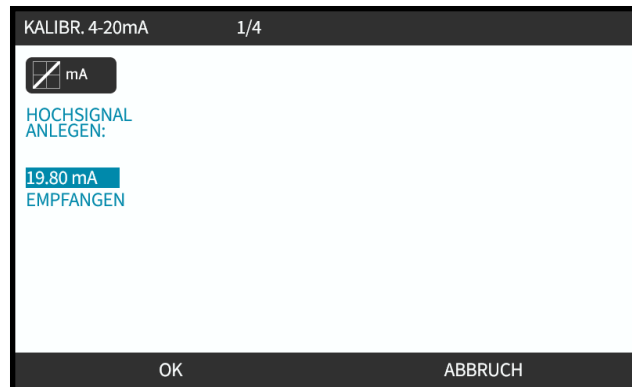 KALIBR. 4-20mA 1/4
mA
HOCHSIGNAL
ANLEGEN:
19.80 mA
EMPFANGEN
OK ABBRUCH